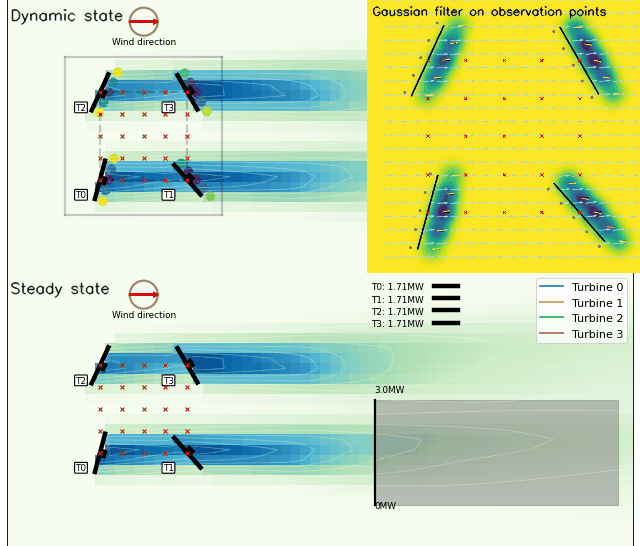 Dynamic state
Wind direction
Gaussian filter on observation points
T2
T3
T0
T1
Steady state
Wind direction
T0: 1.71MW
T1: 1.71MW
T2: 1.71MW
T3: 1.71MW
Turbine 0
Turbine 1
Turbine 2
Turbine 3
T2
T3
3.0MW
T0
T1
0MW